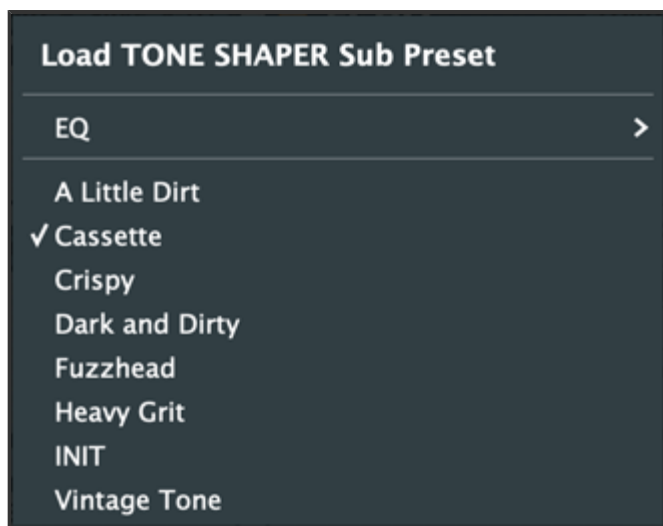 Load TONE SHAPER Sub Preset
EQ
A Little Dirt
Cassette
Crispy
Dark and Dirty
Fuzzhead
Heavy Grit
INIT
Vintage Tone